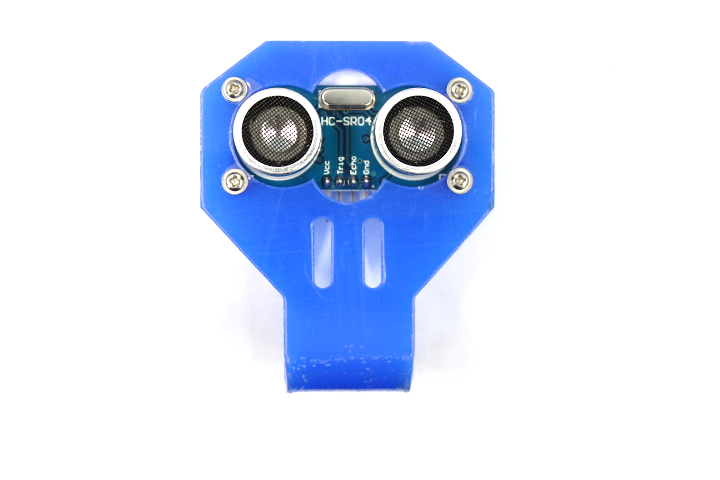 HC-SR04
Vcc
Trig
Echo
Gnd